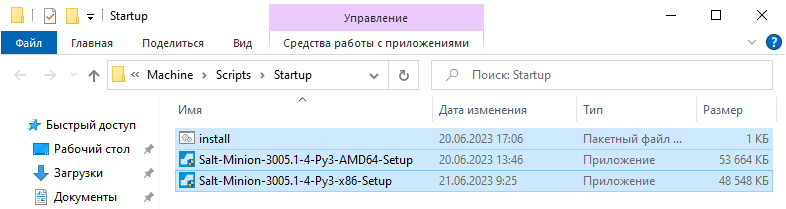 Startup
Управление
Файл Главная Поделиться Вид Средства работы с приложениями
« Machine > Scripts > Startup Поиск: Startup
Имя Дата изменения Тип Размер
Быстрый доступ
install 20.06.2023 17:06 Пакетный файл ... 1 КБ
Рабочий стол
Salt-Minion-3005.1-4-Py3-AMD64-Setup 20.06.2023 13:46 Приложение 53 664 КБ
Загрузки
Salt-Minion-3005.1-4-Py3-x86-Setup 21.06.2023 9:25 Приложение 48 548 КБ
Документы